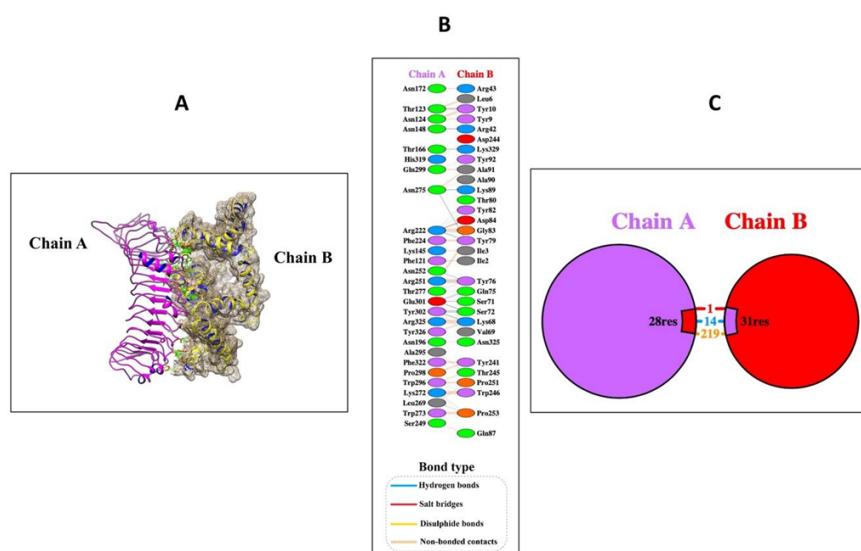 A
Chain A
Chain B
B
Chain A Chain B
Asn172 Arg43
Leu6
Thr123 Tyr10
Asn124 Tyr9
Asn148 Arg42
Asp244
Thr166 Lys329
His319 Tyr92
Gln299 Ala91
Ala90
Asn275 Lys89
Thr80
Tyr82
Asp84
Arg222 Gly83
Phe224 Tyr79
Lys145 Ile3
Phe121 Ile2
Asn252
Arg251 Tyr76
Thr277 Gln75
Glu301 Ser71
Tyr302 Ser72
Arg325 Lys68
Tyr326 Val69
Asn196 Asn325
Ala295
Phe322 Tyr241
Pro298 Thr245
Trp296 Pro251
Lys272 Trp246
Leu269
Trp273 Pro253
Ser249
Gln87
Bond type
Hydrogen bonds
Salt bridges
Disulphide bonds
Non-bonded contacts
C
Chain A Chain B
1
28res 14 31res
219